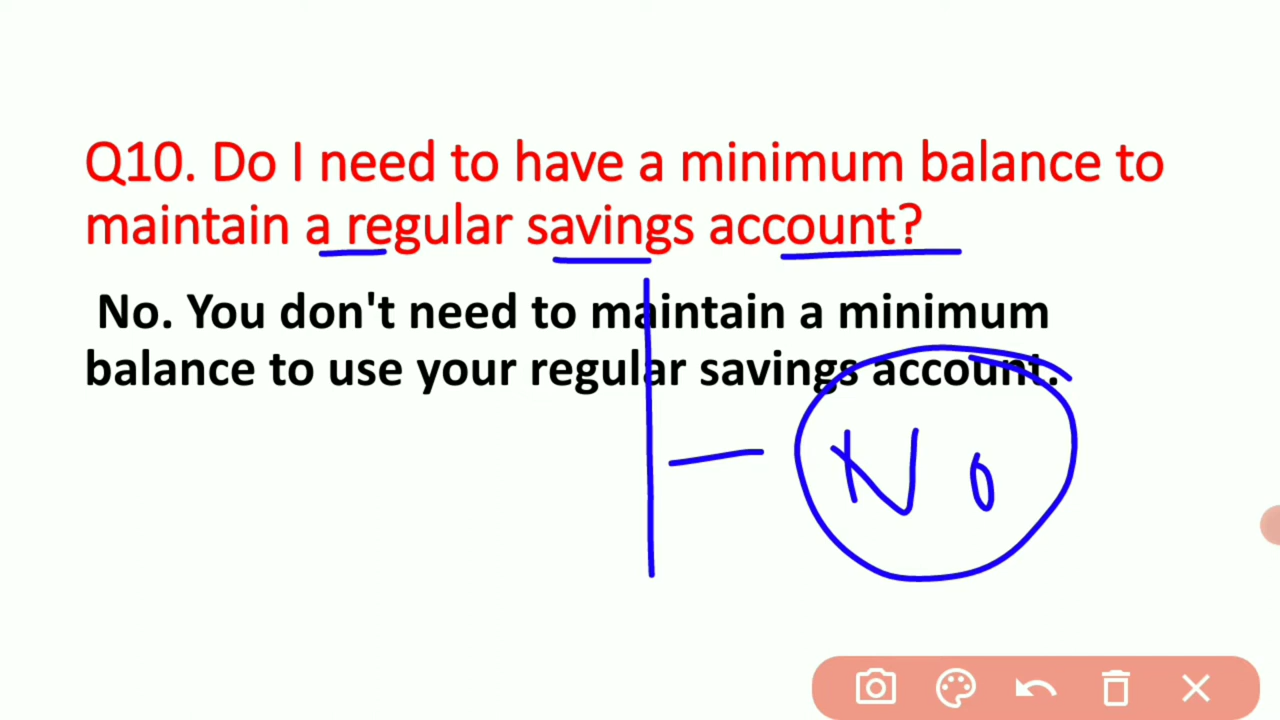 Q10. Do I need to have a minimum balance to
maintain a regular savings account?
No. You don't need to maintain a minimum
balance to use your regular savings account.
No